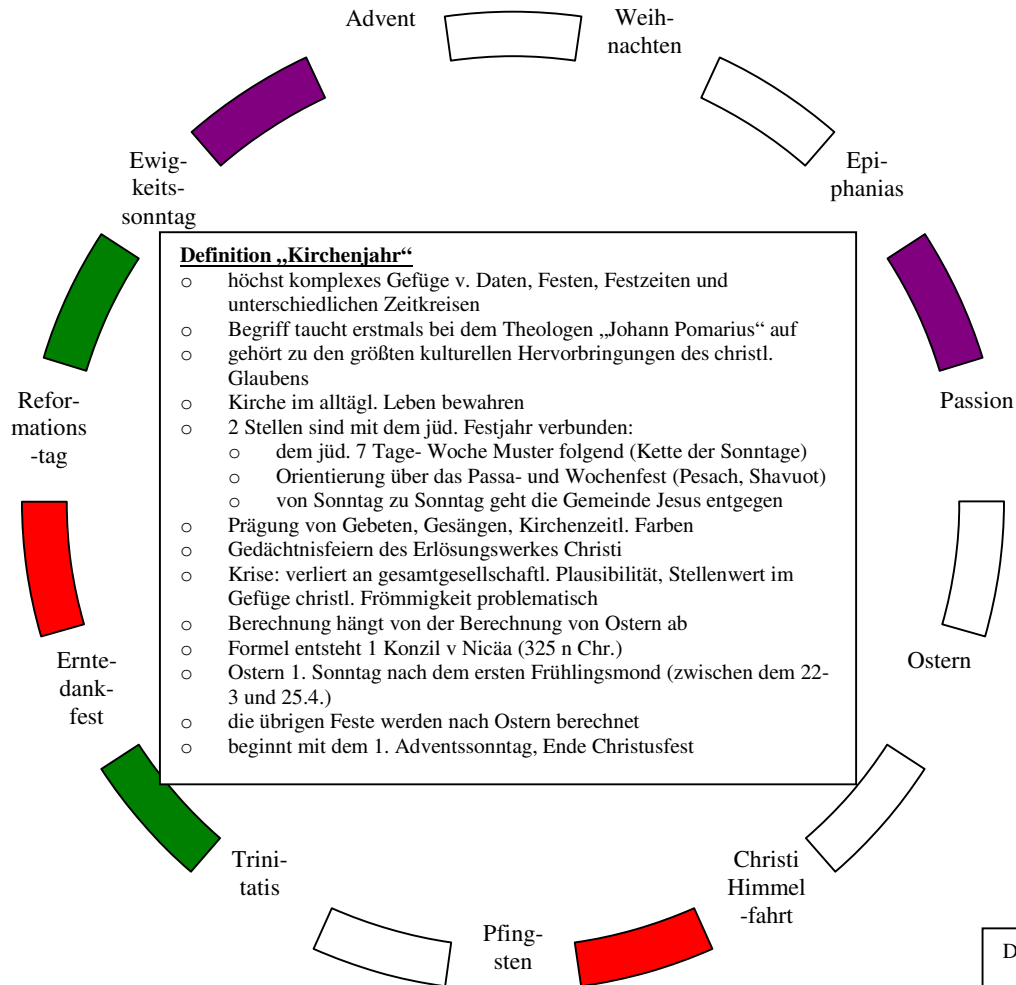 Advent
Weih-
nachten
Epi-
phanias
Passion
Ostern
Christi
Himmel
-fahrt
Pfing-
sten
Trini-
tatis
Ernte-
dank-
fest
Refor-
mations
-tag
Ewig-
keits-
sonntag
Definition „Kirchenjahr“
o höchst komplexes Gefüge v. Daten, Festen, Festzeiten und
unterschiedlichen Zeitkreisen
o Begriff taucht erstmals bei dem Theologen „Johann Pomarius“ auf
o gehört zu den größten kulturellen Hervorbringungen des christl.
Glaubens
o Kirche im alltägl. Leben bewahren
o 2 Stellen sind mit dem jüd. Festjahr verbunden:
o dem jüd. 7 Tage- Woche Muster folgend (Kette der Sonntage)
o Orientierung über das Passa- und Wochenfest (Pesach, Shavuot)
o von Sonntag zu Sonntag geht die Gemeinde Jesus entgegen
o Prägung von Gebeten, Gesängen, Kirchenzeitl. Farben
o Gedächtnisfeiern des Erlösungswerkes Christi
o Krise: verliert an gesamtgesellschaftl. Plausibilität, Stellenwert im
Gefüge christl. Frömmigkeit problematisch
o Berechnung hängt von der Berechnung von Ostern ab
o Formel entsteht 1 Konzil v Nicäa (325 n Chr.)
o Ostern 1. Sonntag nach dem ersten Frühlingsmond (zwischen dem 22-
3 und 25.4.)
o die übrigen Feste werden nach Ostern berechnet
o beginnt mit dem 1. Adventssonntag, Ende Christusfest
D